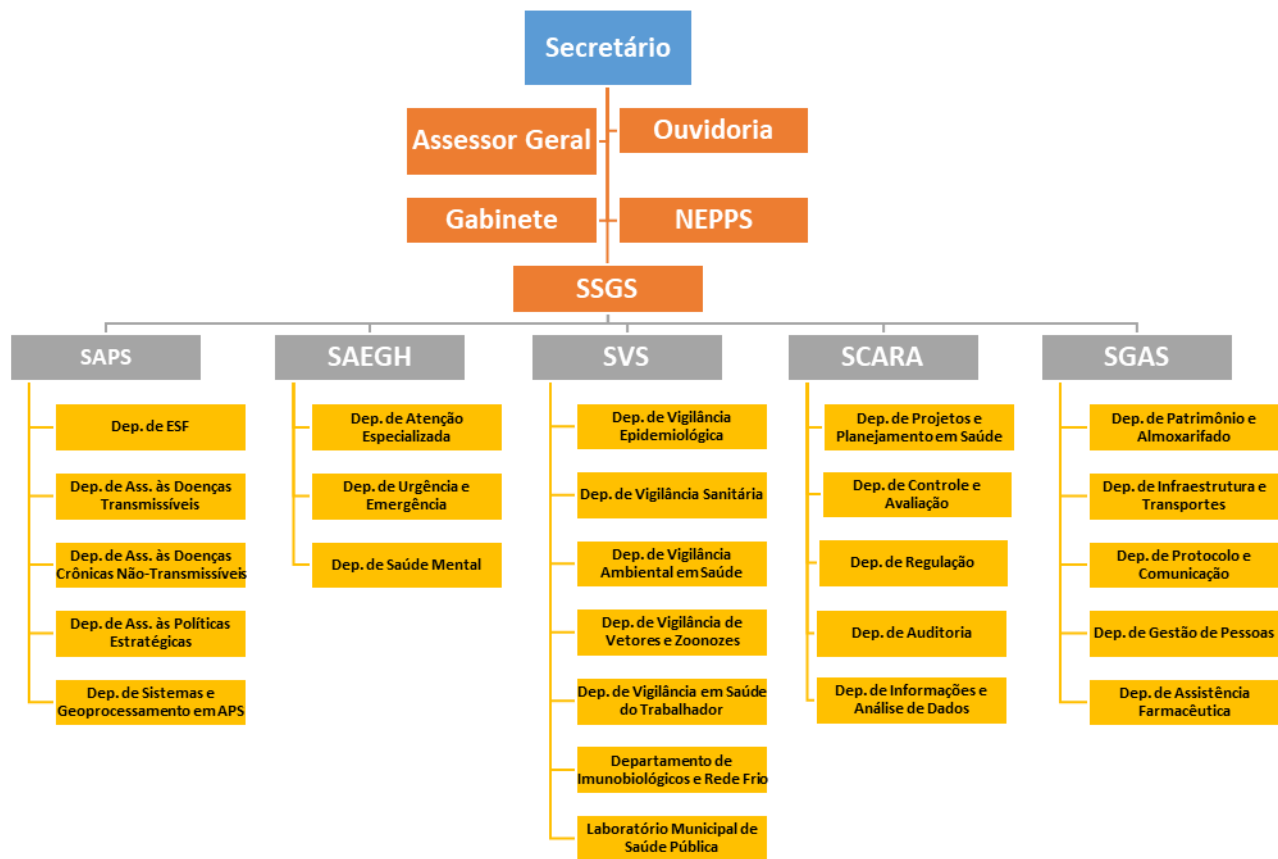 Secretário
Assessor Geral
Ouvidoria
Gabinete
NEPPS
SSGS
SAPS
Dep. de ESF
Dep. de Ass. às Doenças
Transmissíveis
Dep. de Ass. às Doenças
Crônicas Não-Transmissíveis
Dep. de Ass. às Políticas
Estratégicas
Dep. de Sistemas e
Geoprocessamento em APS
SAEGH
Dep. de Atenção
Especializada
Dep. de Urgência e
Emergência
Dep. de Saúde Mental
SVS
Dep. de Vigilância
Epidemiológica
Dep. de Vigilância Sanitária
Dep. de Vigilância
Ambiental em Saúde
Dep. de Vigilância de
Vetores e Zoonozes
Dep. de Vigilância em Saúde
do Trabalhador
Departamento de
Imunobiológicos e Rede Frio
Laboratório Municipal de
Saúde Pública
SCARA
Dep. de Projetos e
Planejamento em Saúde
Dep. de Controle e
Avaliação
Dep. de Regulação
Dep. de Auditoria
Dep. de Informações e
Análise de Dados
SGAS
Dep. de Patrimônio e
Almoxarifado
Dep. de Infraestrutura e
Transportes
Dep. de Protocolo e
Comunicação
Dep. de Gestão de Pessoas
Dep. de Assistência
Farmacêutica